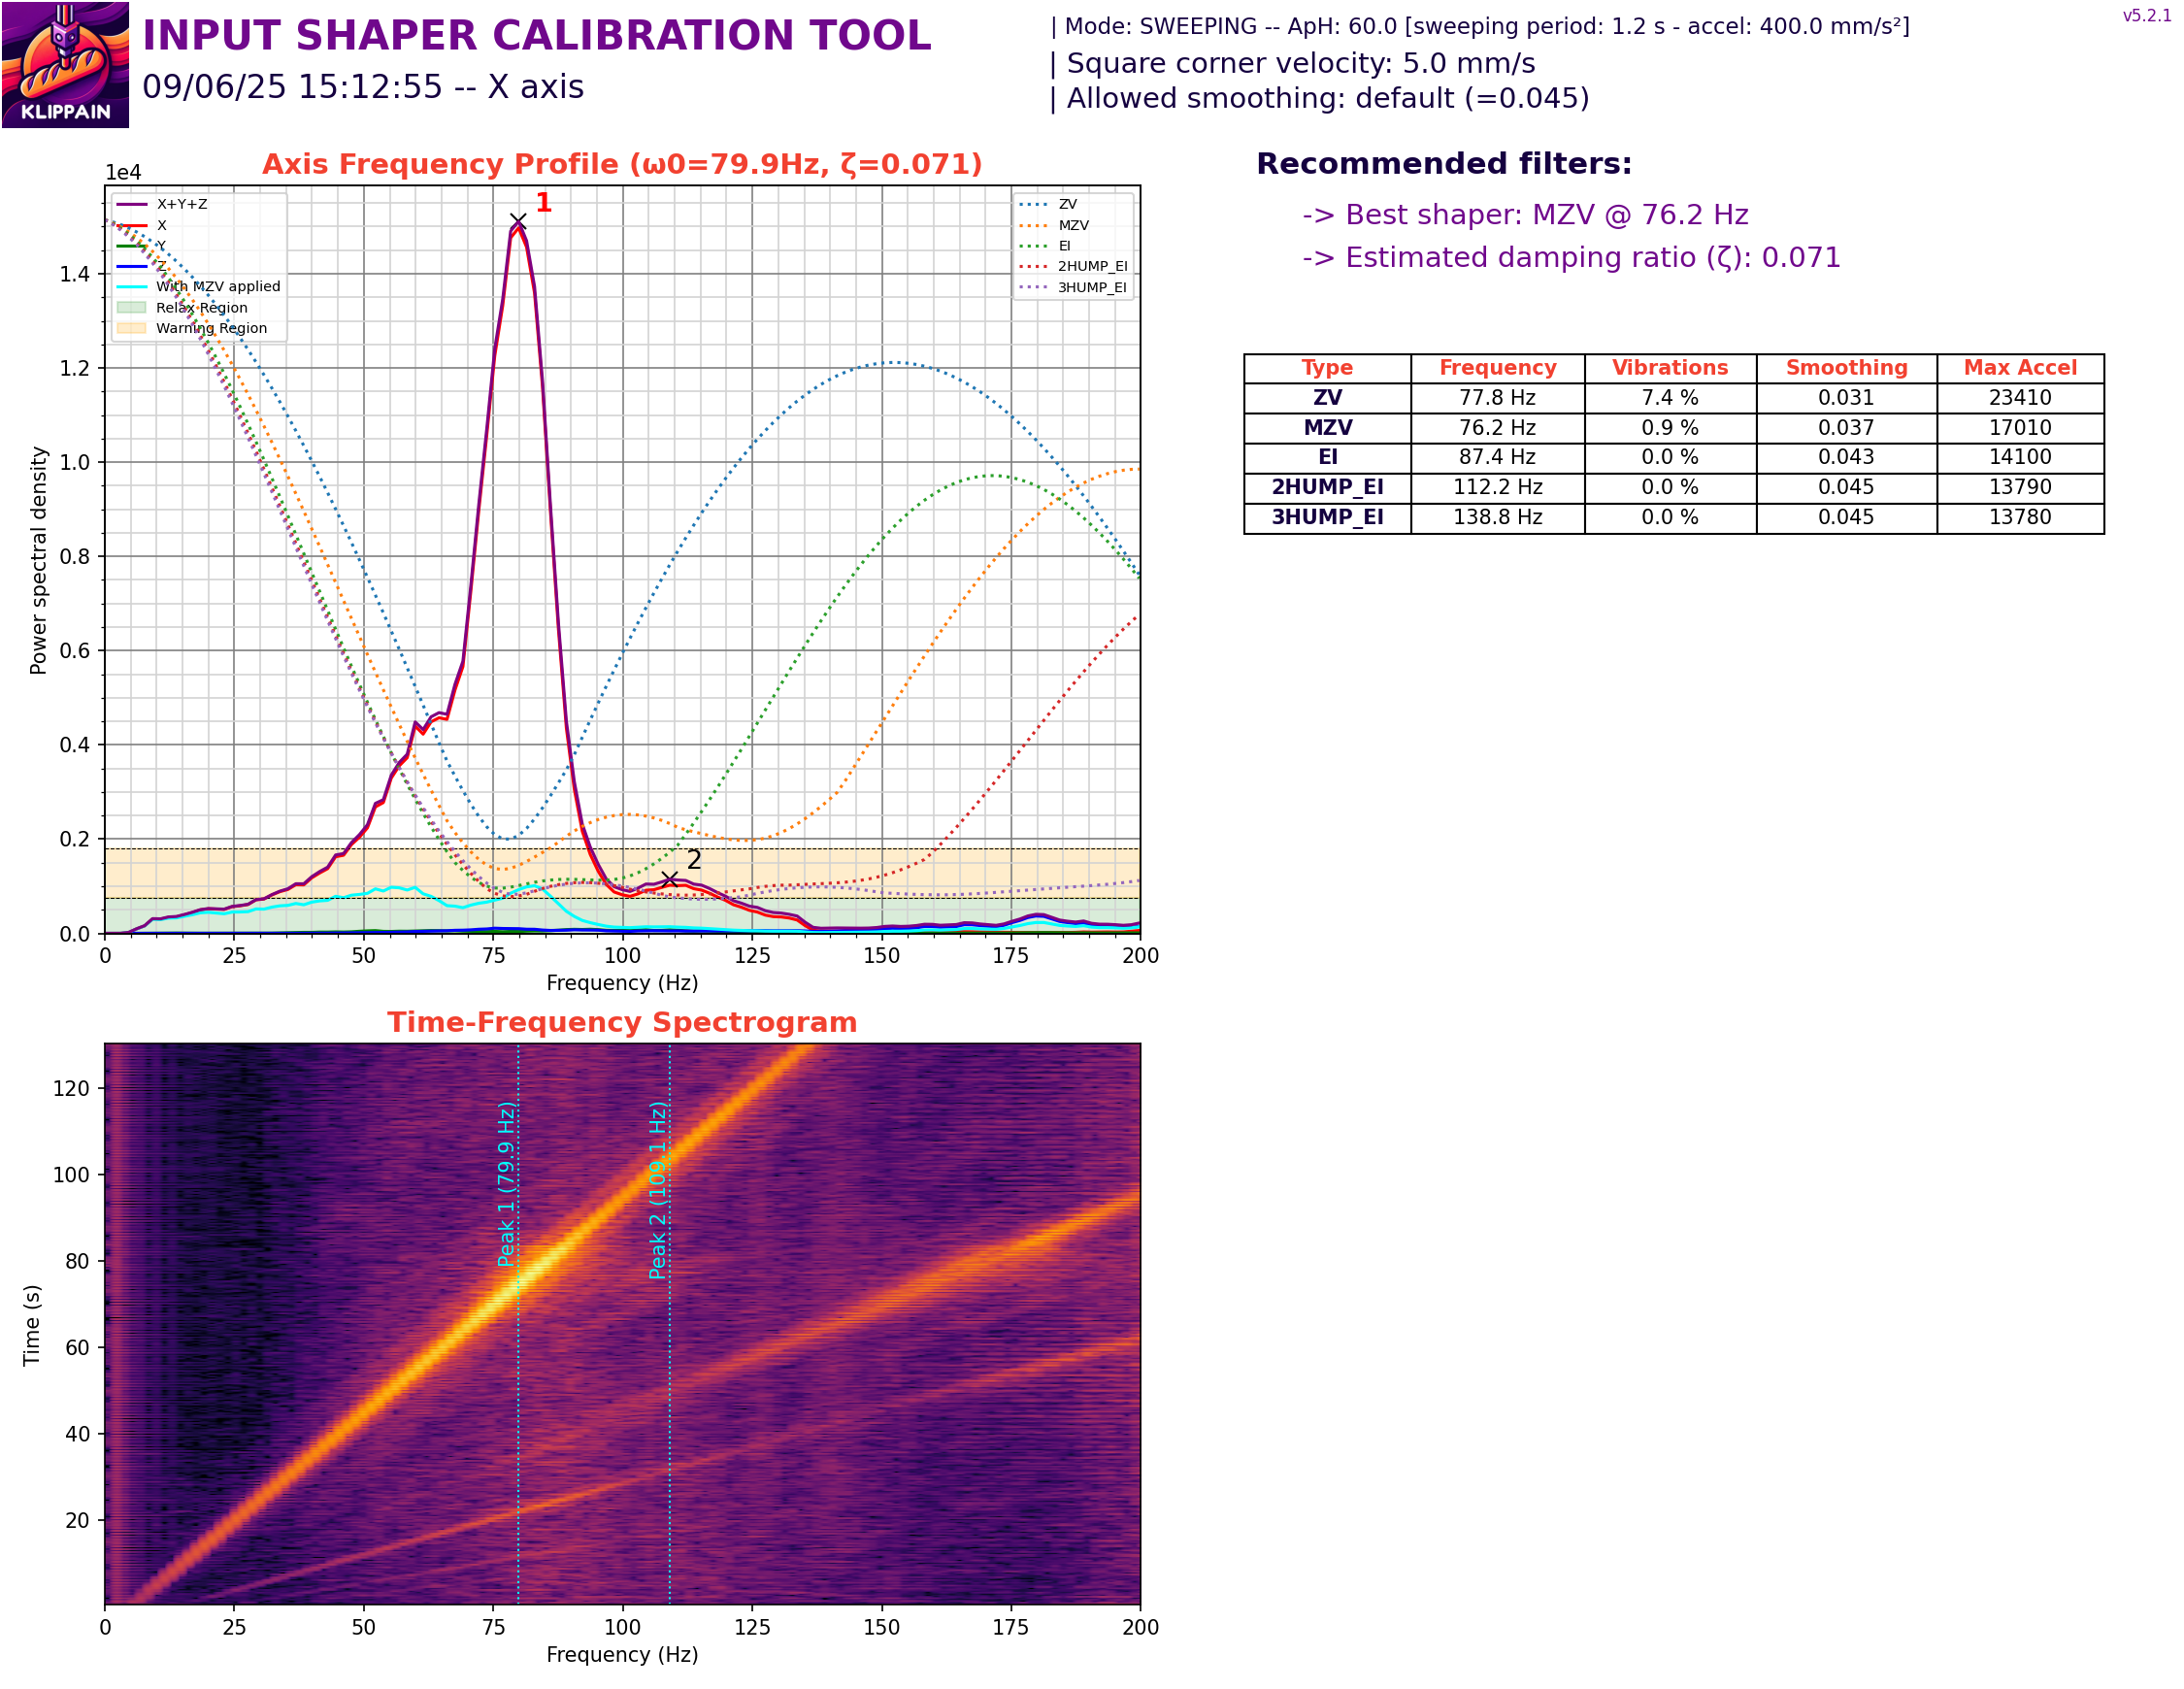 KLIPPAIN
INPUT SHAPER CALIBRATION TOOL
09/06/25 15:12:55 -- X axis
| Mode: SWEEPING -- ApH: 60.0 [sweeping period: 1.2 s - accel: 400.0 mm/s²]
| Square corner velocity: 5.0 mm/s
| Allowed smoothing: default (=0.045)
v5.2.1
Axis Frequency Profile (ω0=79.9Hz, ζ=0.071)
1e4
X+Y+Z
X
Y
Z
With MZV applied
Relax Region
Warning Region
1
2
ZV
MZV
EI
2HUMP_EI
3HUMP_EI
Power spectral density
1.4
1.2
1.0
0.8
0.6
0.4
0.2
0.0
0 25 50 75 100 125 150 175 200
Frequency (Hz)
Recommended filters:
-> Best shaper: MZV @ 76.2 Hz
-> Estimated damping ratio (ζ): 0.071
Type Frequency Vibrations Smoothing Max Accel
ZV 77.8 Hz 7.4 % 0.031 23410
MZV 76.2 Hz 0.9 % 0.037 17010
EI 87.4 Hz 0.0 % 0.043 14100
2HUMP_EI 112.2 Hz 0.0 % 0.045 13790
3HUMP_EI 138.8 Hz 0.0 % 0.045 13780
Time-Frequency Spectrogram
Time (s)
120
100
80
60
40
20
Peak 1 (79.9 Hz)
Peak 2 (109.1 Hz)
0 25 50 75 100 125 150 175 200
Frequency (Hz)